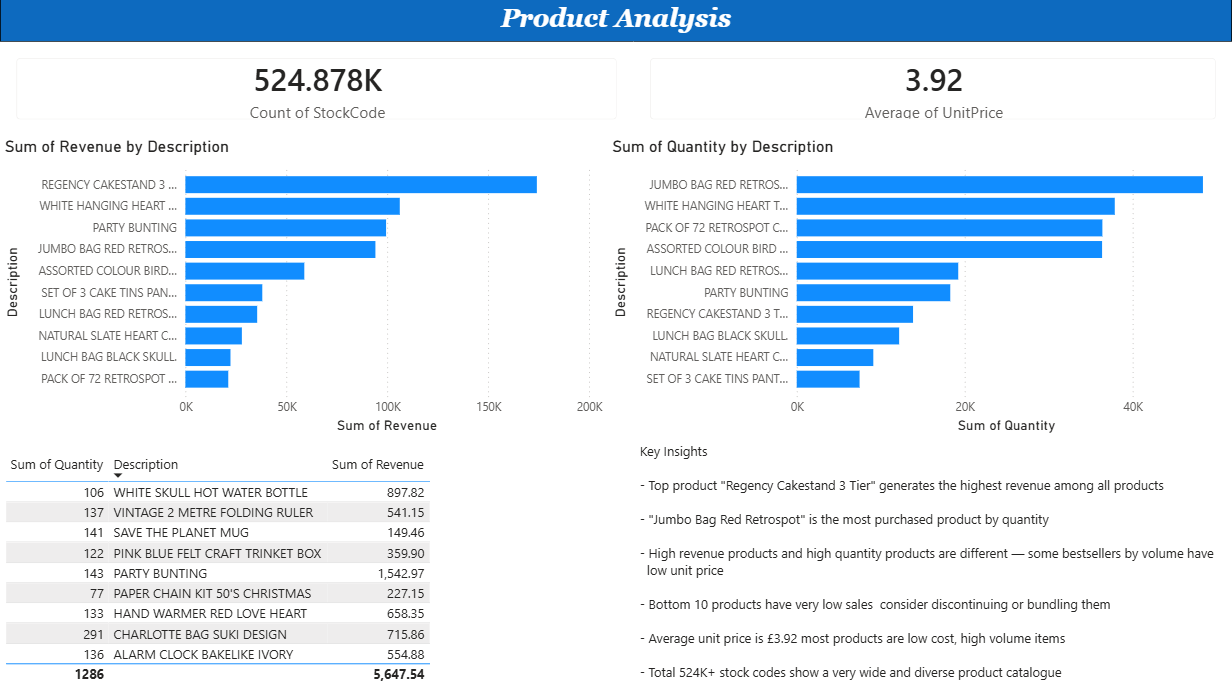 Product Analysis
524.878K
Count of StockCode
3.92
Average of UnitPrice
Sum of Revenue by Description
Description
REGENCY CAKESTAND 3 ...
WHITE HANGING HEART ...
PARTY BUNTING
JUMBO BAG RED RETROS...
ASSORTED COLOUR BIRD...
SET OF 3 CAKE TINS PAN...
LUNCH BAG RED RETROS...
NATURAL SLATE HEART C...
LUNCH BAG BLACK SKULL.
PACK OF 72 RETROSPOT ...
0K 50K 100K 150K 200K
Sum of Revenue
Sum of Quantity by Description
Description
JUMBO BAG RED RETROS...
WHITE HANGING HEART T...
PACK OF 72 RETROSPOT C...
ASSORTED COLOUR BIRD ...
LUNCH BAG RED RETROS...
PARTY BUNTING
REGENCY CAKESTAND 3 T...
LUNCH BAG BLACK SKULL.
NATURAL SLATE HEART C...
SET OF 3 CAKE TINS PANT...
0K 20K 40K
Sum of Quantity
Sum of Quantity Description Sum of Revenue
106 WHITE SKULL HOT WATER BOTTLE 897.82
137 VINTAGE 2 METRE FOLDING RULER 541.15
141 SAVE THE PLANET MUG 149.46
122 PINK BLUE FELT CRAFT TRINKET BOX 359.90
143 PARTY BUNTING 1,542.97
77 PAPER CHAIN KIT 50'S CHRISTMAS 227.15
133 HAND WARMER RED LOVE HEART 658.35
291 CHARLOTTE BAG SUKI DESIGN 715.86
136 ALARM CLOCK BAKELIKE IVORY 554.88
1286 5,647.54
Key Insights
- Top product "Regency Cakestand 3 Tier" generates the highest revenue among all products
- "Jumbo Bag Red Retrospot" is the most purchased product by quantity
- High revenue products and high quantity products are different — some bestsellers by volume have
low unit price
- Bottom 10 products have very low sales  consider discontinuing or bundling them
- Average unit price is £3.92 most products are low cost, high volume items
- Total 524K+ stock codes show a very wide and diverse product catalogue